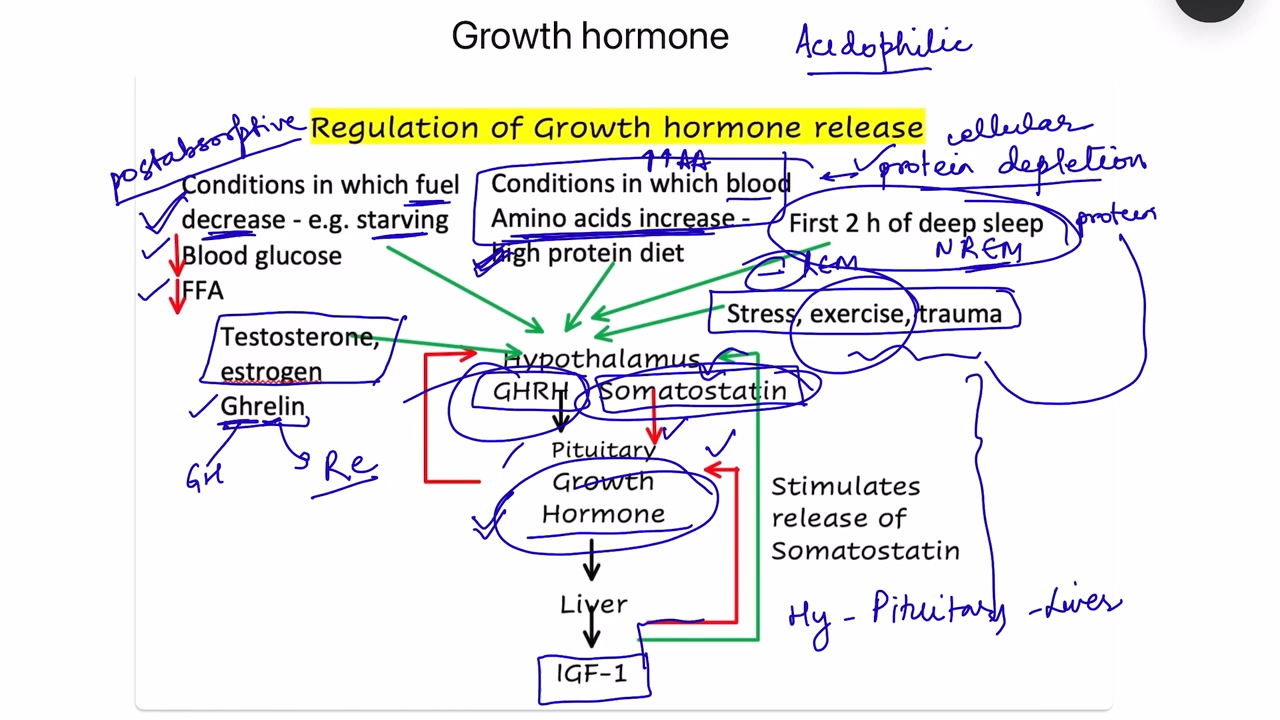 Growth hormone
Acedophilic
Regulation of Growth hormone release
postabsorptive
cellular
protein depletion
↑↑AA
Conditions in which fuel
decrease - e.g. starving
Blood glucose
FFA
Conditions in which blood
Amino acids increase -
high protein diet
First 2 h of deep sleep
protein
NREM
REM
Stress, exercise, trauma
Testosterone,
estrogen
Ghrelin
GH
Re
Hypothalamus
GHRH Somatostatin
Pituitary
Growth
Hormone
Stimulates
release of
Somatostatin
Liver
Hy - Pituitary - Liver
IGF-1